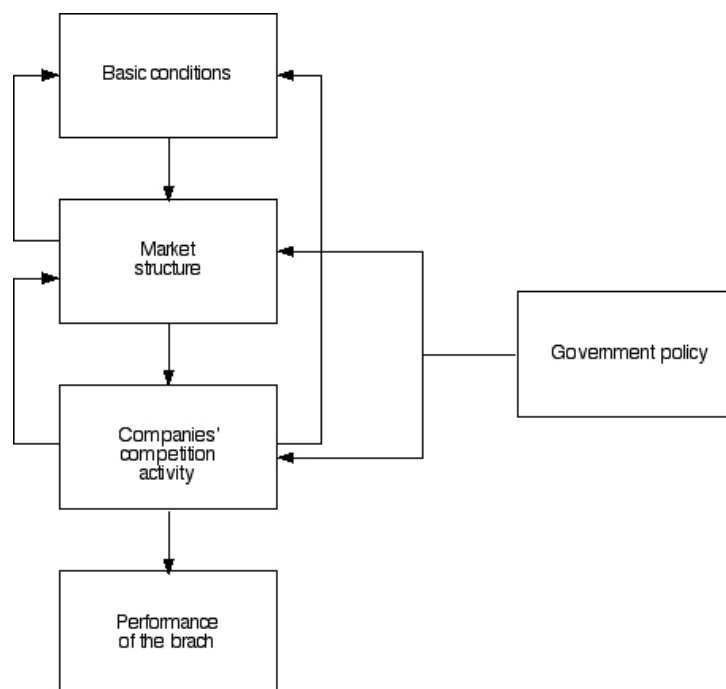 Basic conditions
Market
structure
Government policy
Companies'
competition
activity
Performance
of the brach